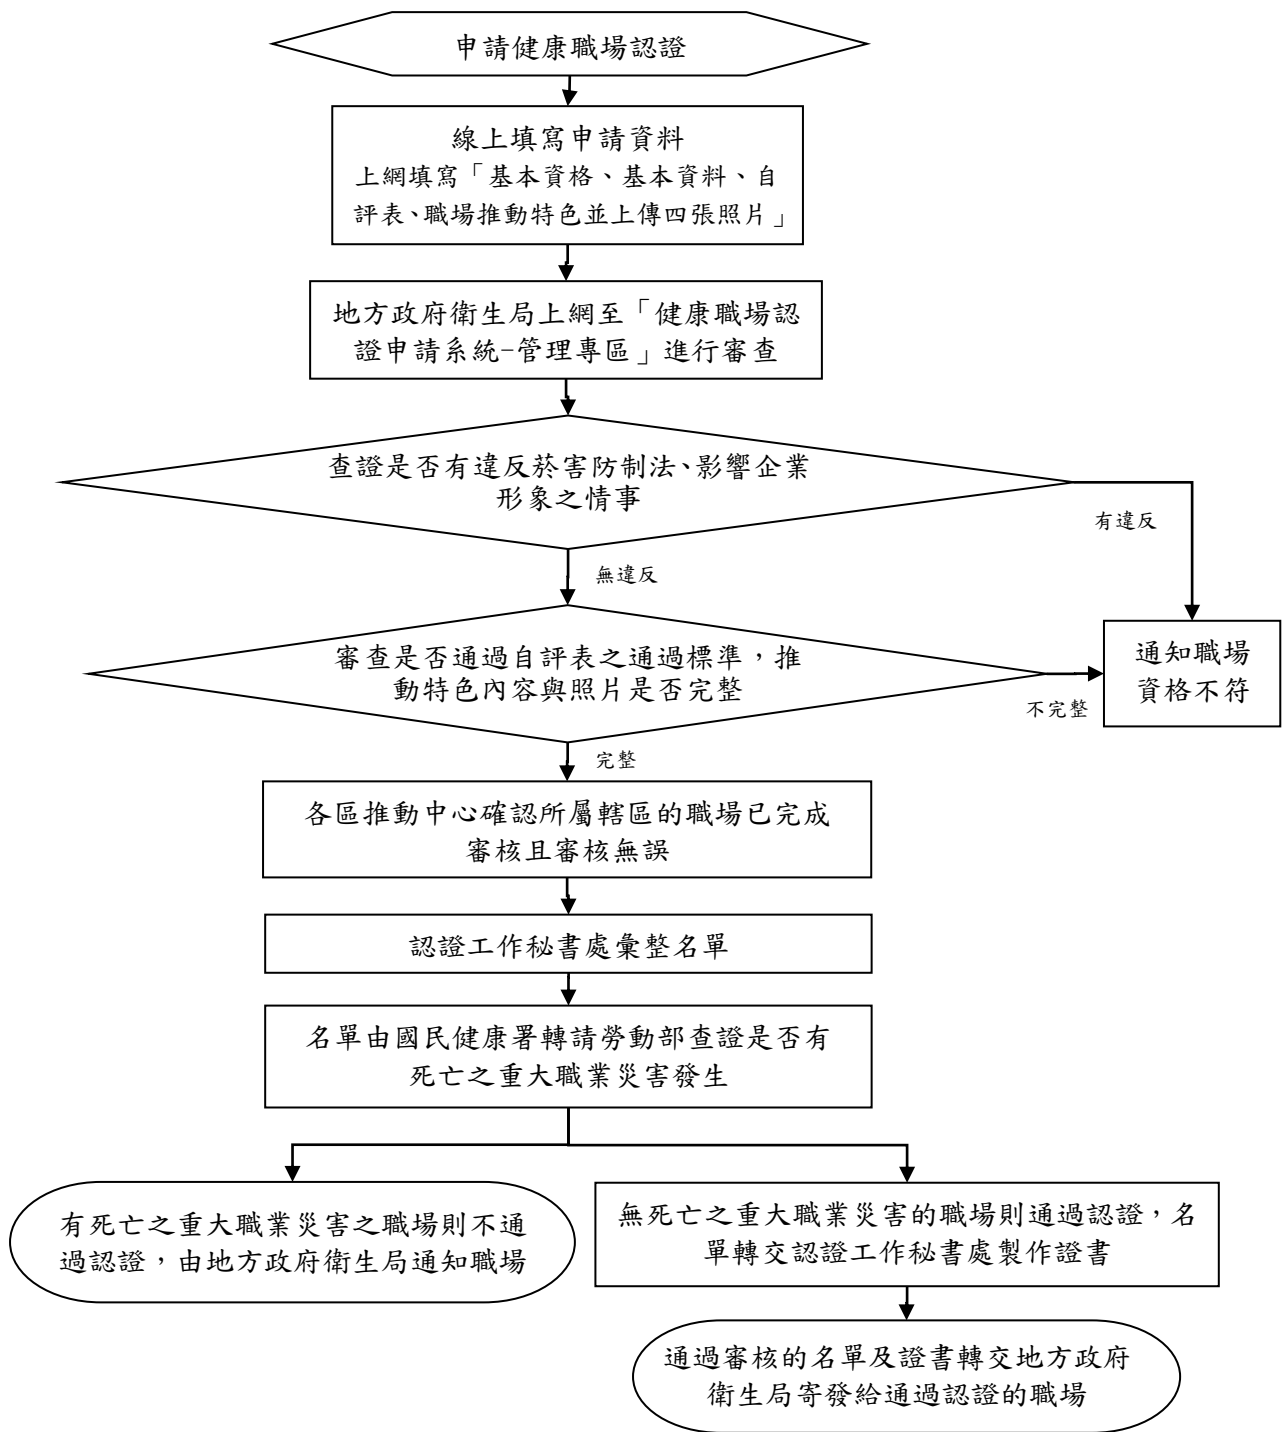 申請健康職場認證
線上填寫申請資料
上網填寫「基本資格、基本資料、自
評表、職場推動特色並上傳四張照片」
地方政府衛生局上網至「健康職場認
證申請系統-管理專區」進行審查
查證是否有違反菸害防制法、影響企業
形象之情事
有違反
無違反
審查是否通過自評表之通過標準，推
動特色內容與照片是否完整
通知職場
資格不符
不完整
完整
各區推動中心確認所屬轄區的職場已完成
審核且審核無誤
認證工作秘書處彙整名單
名單由國民健康署轉請勞動部查證是否有
死亡之重大職業災害發生
有死亡之重大職業災害之職場則不通
過認證，由地方政府衛生局通知職場
無死亡之重大職業災害的職場則通過認證，名
單轉交認證工作秘書處製作證書
通過審核的名單及證書轉交地方政府
衛生局寄發給通過認證的職場